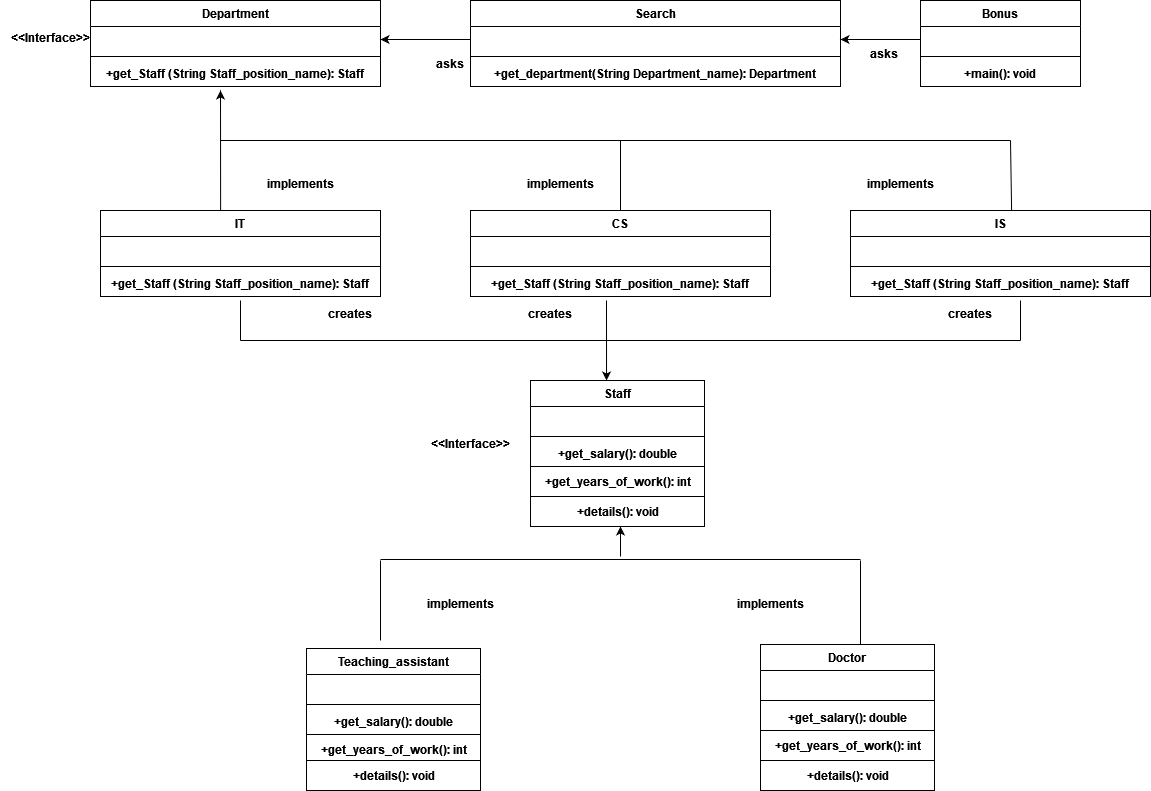 Department
Search
Bonus
<<Interface>>
+get_Staff (String Staff_position_name): Staff
asks
+get_department(String Department_name): Department
asks
+main(): void
implements
implements
implements
IT
CS
IS
+get_Staff (String Staff_position_name): Staff
+get_Staff (String Staff_position_name): Staff
+get_Staff (String Staff_position_name): Staff
creates
creates
creates
Staff
<<Interface>>
+get_salary(): double
+get_years_of_work(): int
+details(): void
implements
implements
Teaching_assistant
+get_salary(): double
+get_years_of_work(): int
+details(): void
Doctor
+get_salary(): double
+get_years_of_work(): int
+details(): void